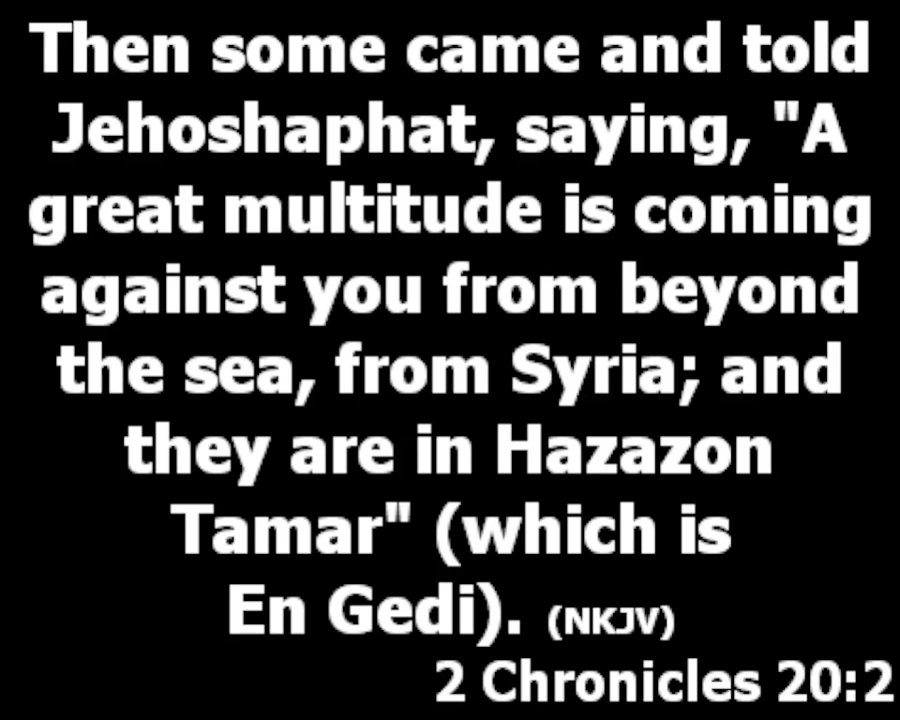 Then some came and told
Jehoshaphat, saying, "A
great multitude is coming
against you from beyond
the sea, from Syria; and
they are in Hazazon
Tamar" (which is
En Gedi). (NKJV)
2 Chronicles 20:2